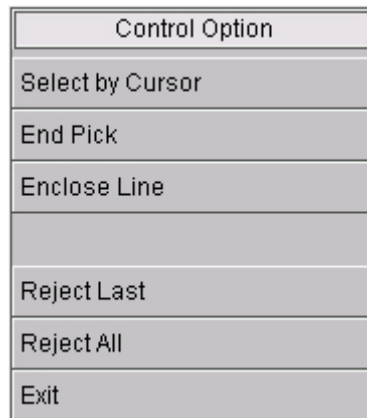 Control Option
Select by Cursor
End Pick
Enclose Line
Reject Last
Reject All
Exit